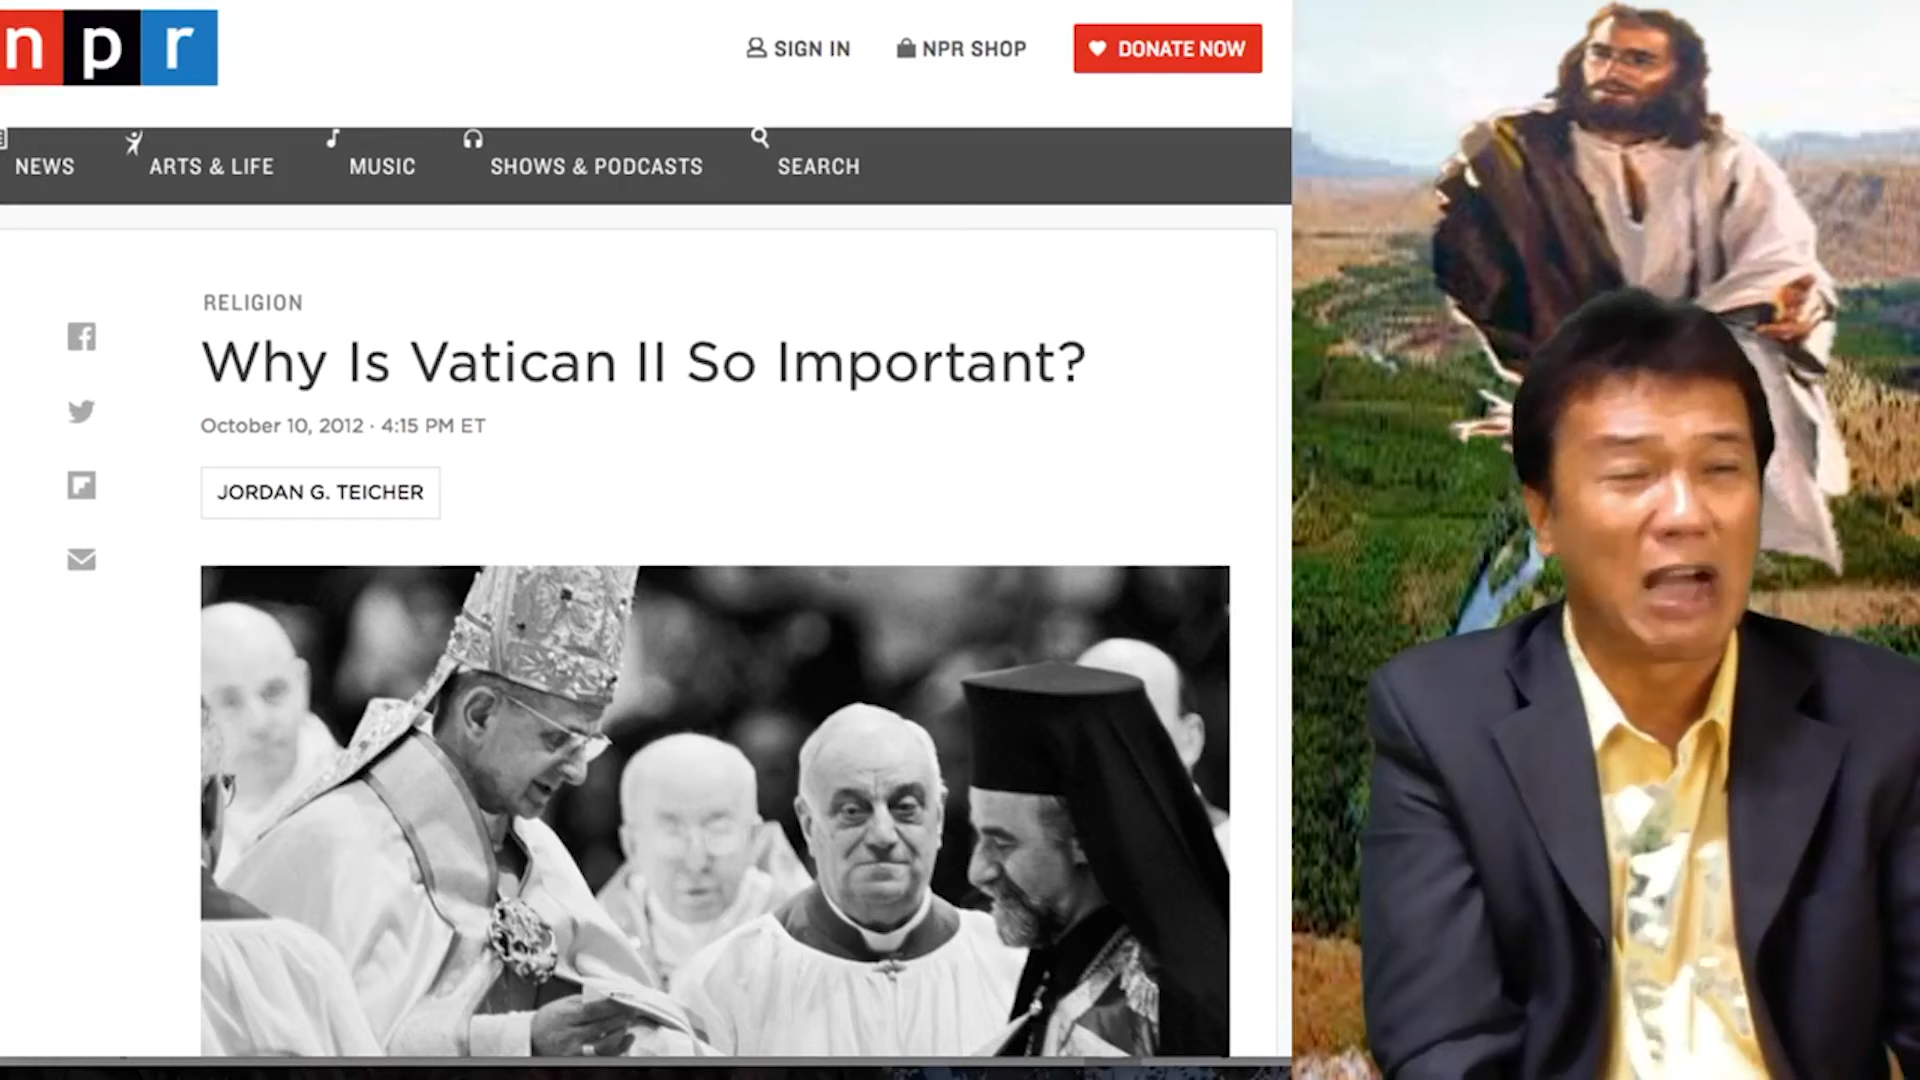 npr
SIGN IN
NPR SHOP
DONATE NOW
NEWS
ARTS & LIFE
MUSIC
SHOWS & PODCASTS
SEARCH
RELIGION
Why Is Vatican II So Important?
October 10, 2012 · 4:15 PM ET
JORDAN G. TEICHER